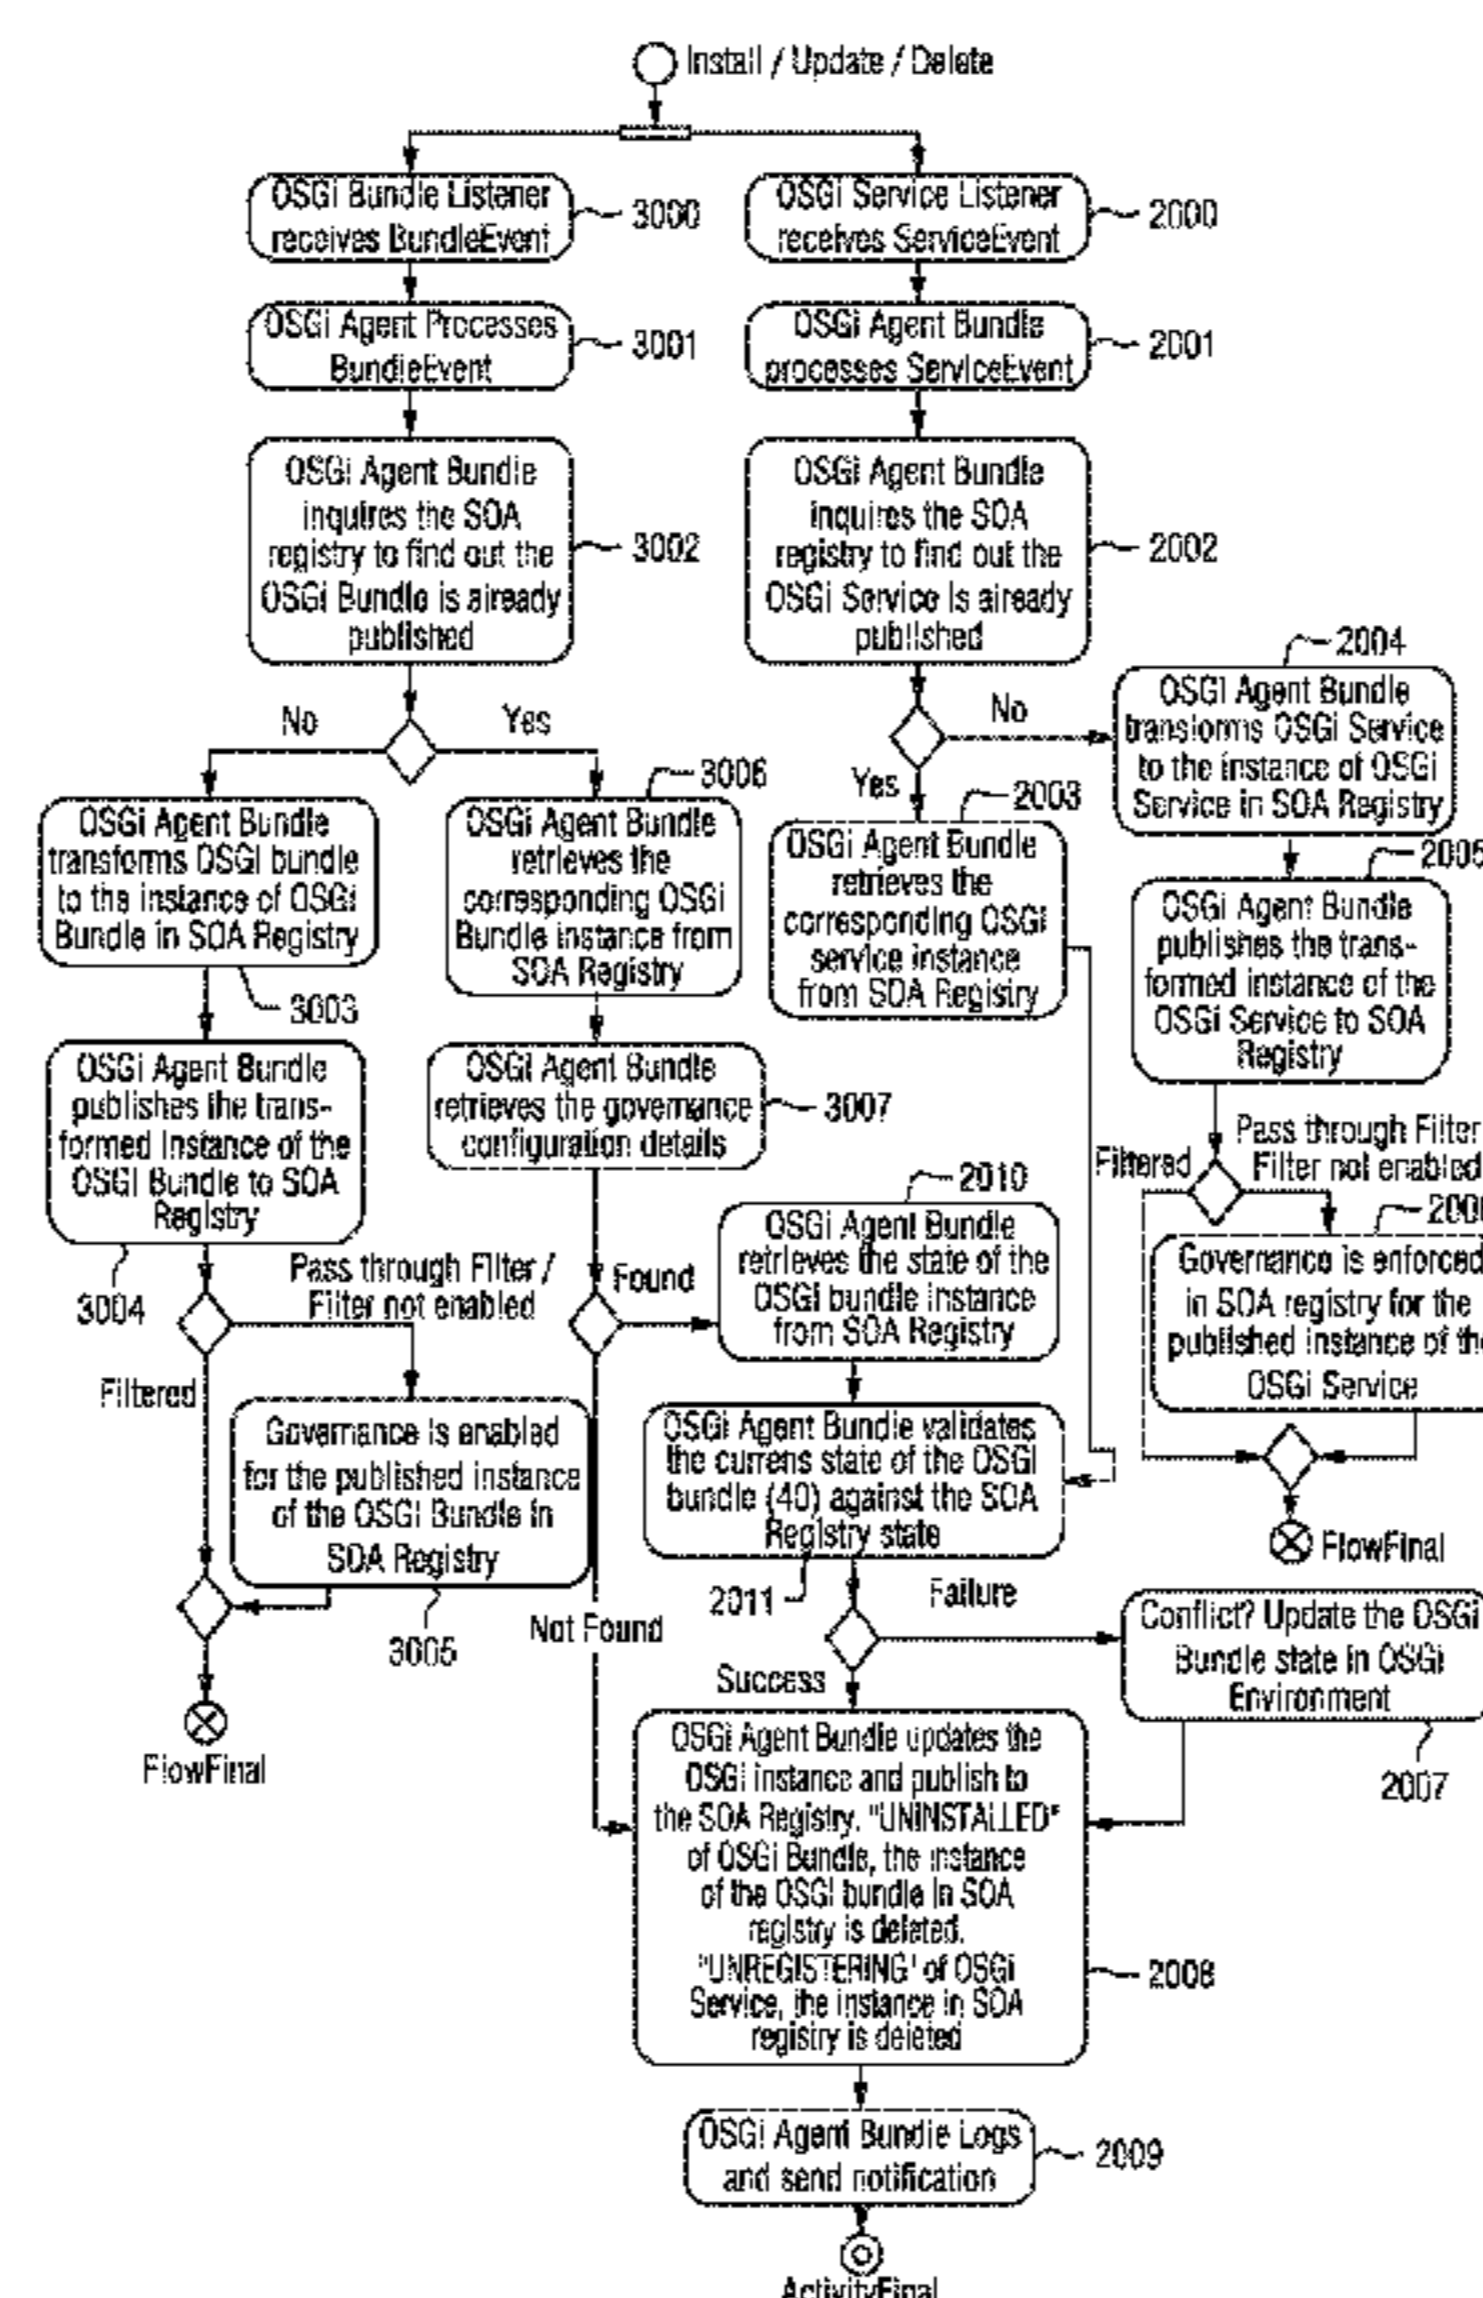 Install / Update / Delete
OSGi Bundle Listener
receives BundleEvent
3000
OSGi Service Listener
receives ServiceEvent
2000
OSGi Agent Processes
BundleEvent
3001
OSGi Agent Bundle
processes ServiceEvent
2001
OSGi Agent Bundle
inquires the SOA
registry to find out the
OSGi Bundle is already
published
3002
OSGi Agent Bundle
inquires the SOA
registry to find out the
OSGi Service is already
published
2002
No
Yes
No
Yes
2004
OSGi Agent Bundle
transforms OSGi Service
to the instance of OSGi
Service in SOA Registry
OSGi Agent Bundle
transforms OSGi bundle
to the instance of OSGi
Bundle in SOA Registry
3003
3006
OSGi Agent Bundle
retrieves the
corresponding OSGi
Bundle instance from
SOA Registry
2003
OSGi Agent Bundle
retrieves the
corresponding OSGi
service instance
from SOA Registry
2005
OSGi Agent Bundle
publishes the trans-
formed instance of the
OSGi Service to SOA
Registry
OSGi Agent Bundle
publishes the trans-
formed instance of the
OSGi Bundle to SOA
Registry
3004
OSGi Agent Bundle
retrieves the governance
configuration details
3007
Filtered
Pass through Filter
Filter not enabled
2010
OSGi Agent Bundle
retrieves the state of the
OSGi bundle instance
from SOA Registry
Governance is enforced
in SOA registry for the
published instance of the
OSGi Service
Pass through Filter /
Filter not enabled
Found
Filtered
Governance is enabled
for the published instance
of the OSGi Bundle in
SOA Registry
3005
OSGi Agent Bundle validates
the currens state of the OSGi
bundle (40) against the SOA
Registry state
2011
FlowFinal
Not Found
Failure
Success
Conflict? Update the OSGi
Bundle state in OSGi
Environment
2007
FlowFinal
OSGi Agent Bundle updates the
OSGi instance and publish to
the SOA Registry. "UNINSTALLED"
of OSGi Bundle, the instance
of the OSGi bundle in SOA
registry is deleted.
"UNREGISTERING" of OSGi
Service, the instance in SOA
registry is deleted
2008
OSGi Agent Bundle Logs
and send notification
2009
ActivityFinal